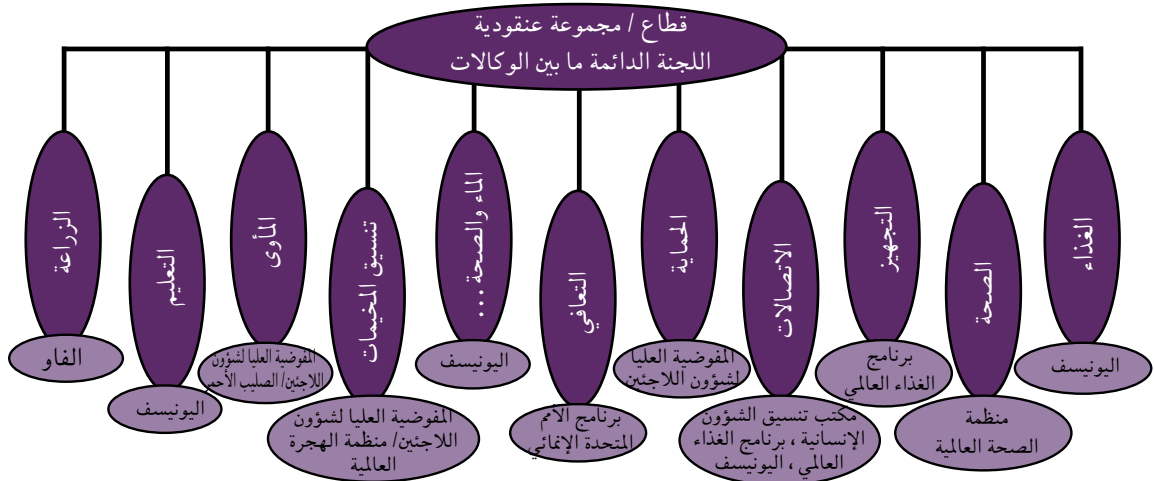 قطاع / مجموعة عنقودية
اللجنة الدائمة ما بين الوكالات
الغذاء
اليونيسف
الصحة
منظمة
الصحة العالمية
التجهيز
برنامج
الغذاء العالمي
الاتصالات
مكتب تنسيق الشؤون
الإنسانية ، برنامج الغذاء
العالمي ، اليونيسف
الحماية
المفوضية العليا
لشؤون اللاجئين
التعافي
برنامج الأمم
المتحدة الإنمائي
الماء والصحة ...
اليونيسف
تنسيق المخيمات
المفوضية العليا لشؤون
اللاجئين/ منظمة الهجرة
العالمية
المأوى
المفوضية العليا لشؤون
اللاجئين/ الصليب الأحمر
التعليم
اليونيسف
الزراعة
الفاو